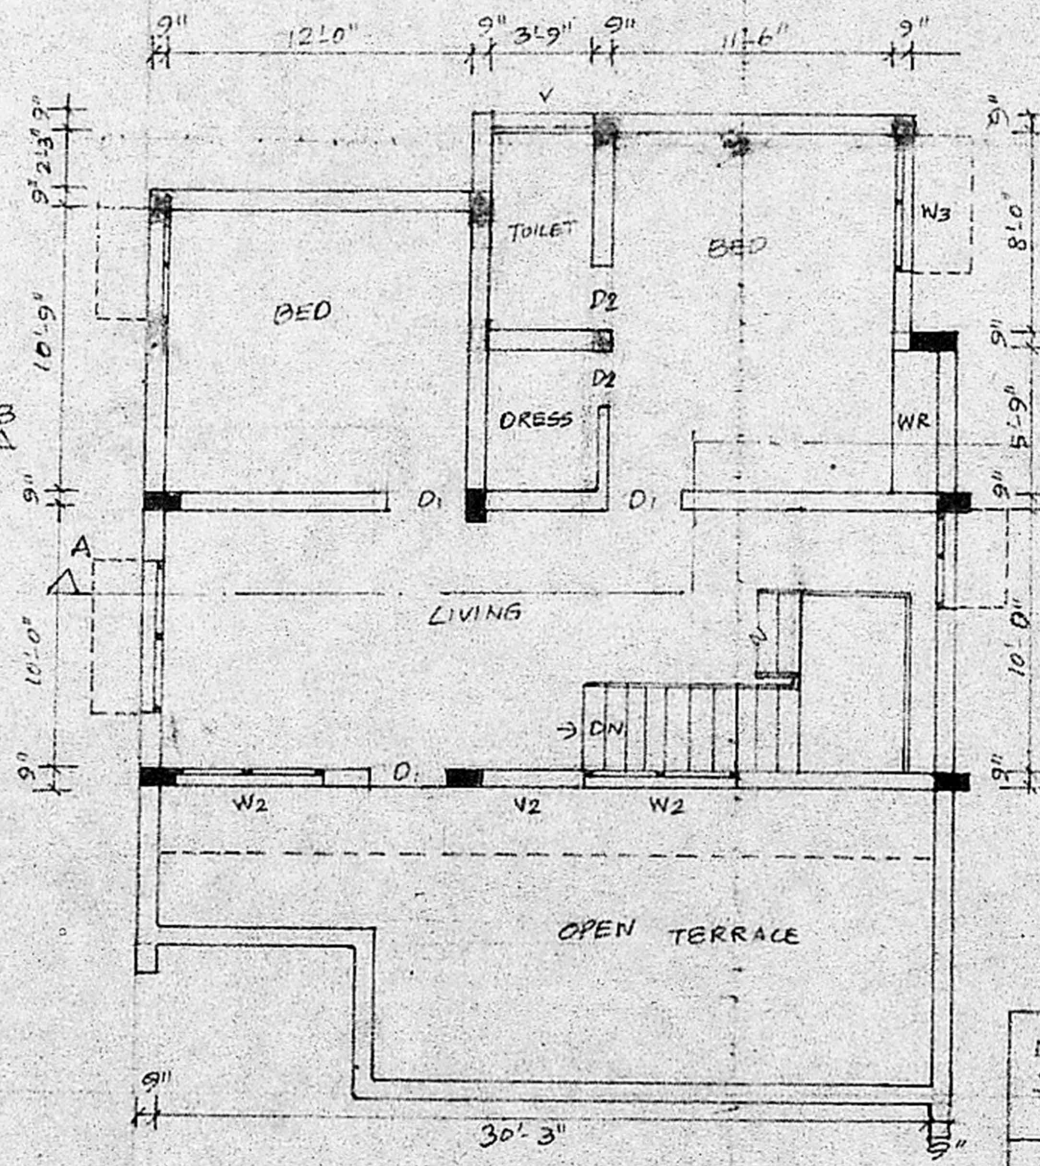 9" 12'-0" 9" 3'-9" 9" 11'-6" 9"
V
9"
9"
2'-3"
9"
W3
TOILET
BED
8'-0"
BED
D2
10'-9"
9"
D2
DRESS
WR
5'-9"
9"
D1
D1
9"
A
LIVING
10'-0"
10'-0"
DN
9"
D1
9"
W2
V2
W2
OPEN TERRACE
9"
30'-3"